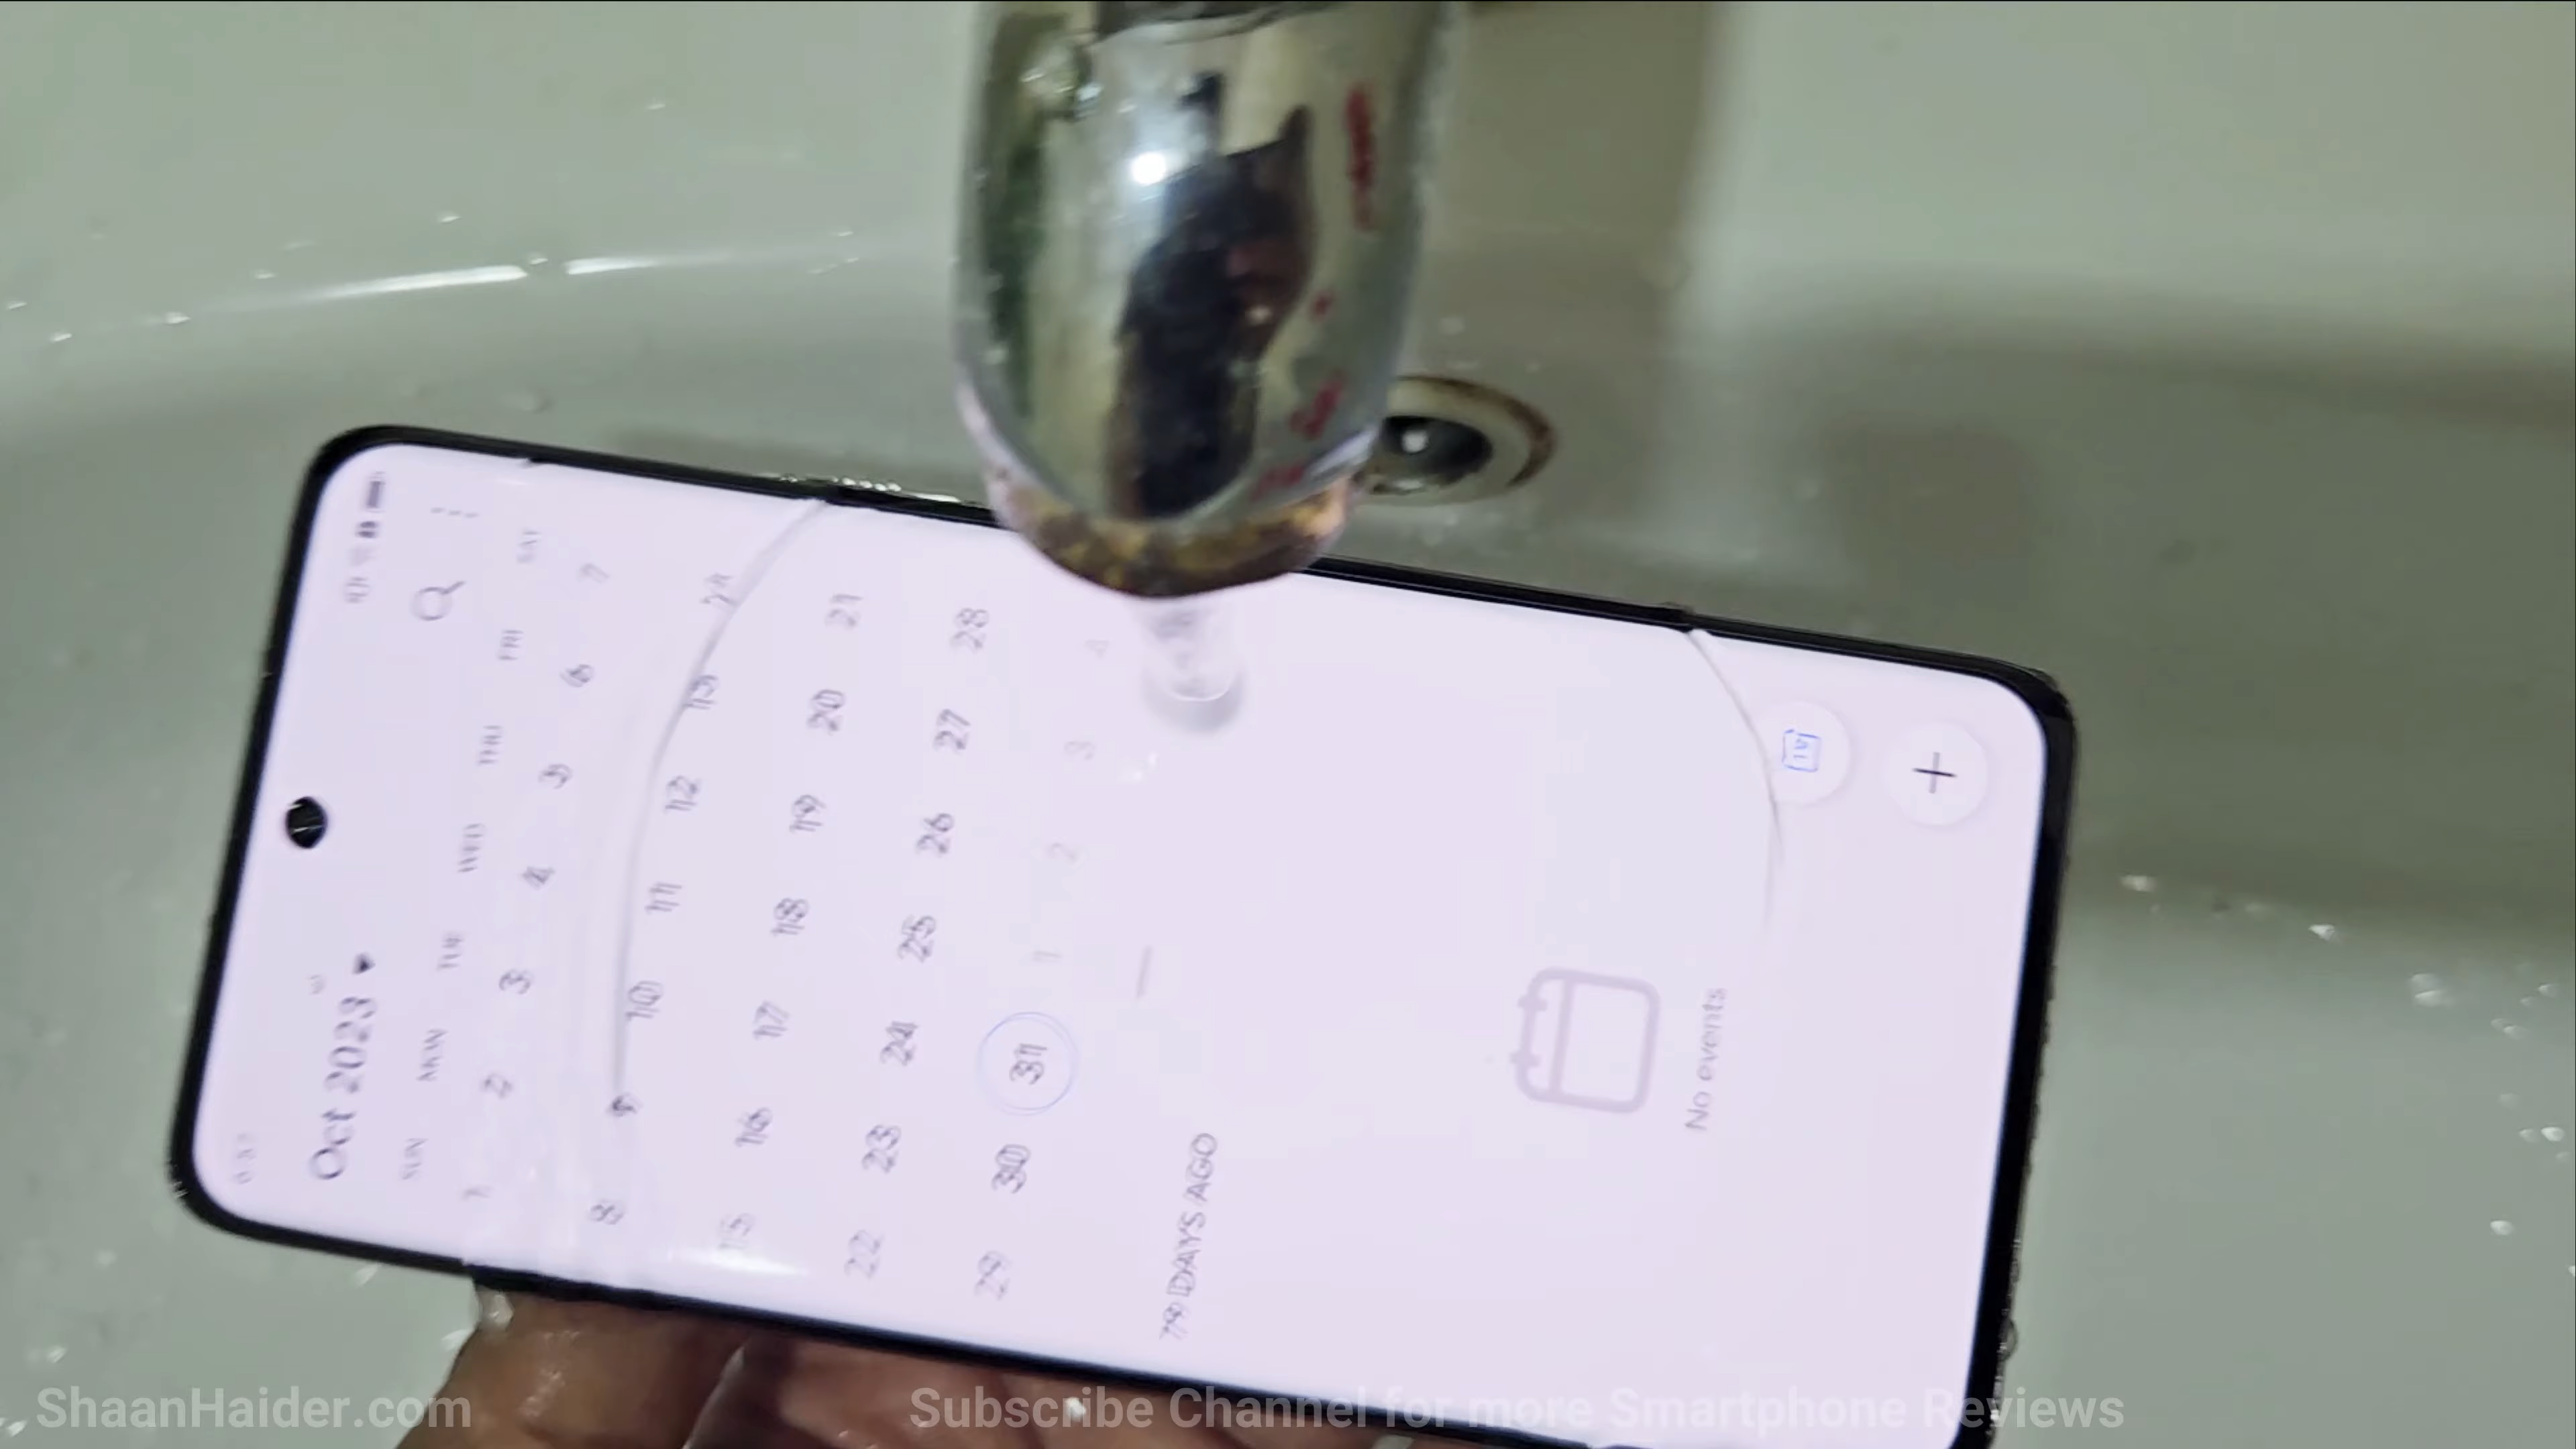 Oct 2023
SUN MON TUE WED THU FRI SAT
1 2 3 4 5 6 7
8 9 10 11 12 13 14
15 16 17 18 19 20 21
22 23 24 25 26 27 28
29 30 31 1 2 3 4
DAYS AGO
No events
ShaanHaider.com
Subscribe Channel for more Smartphone Reviews